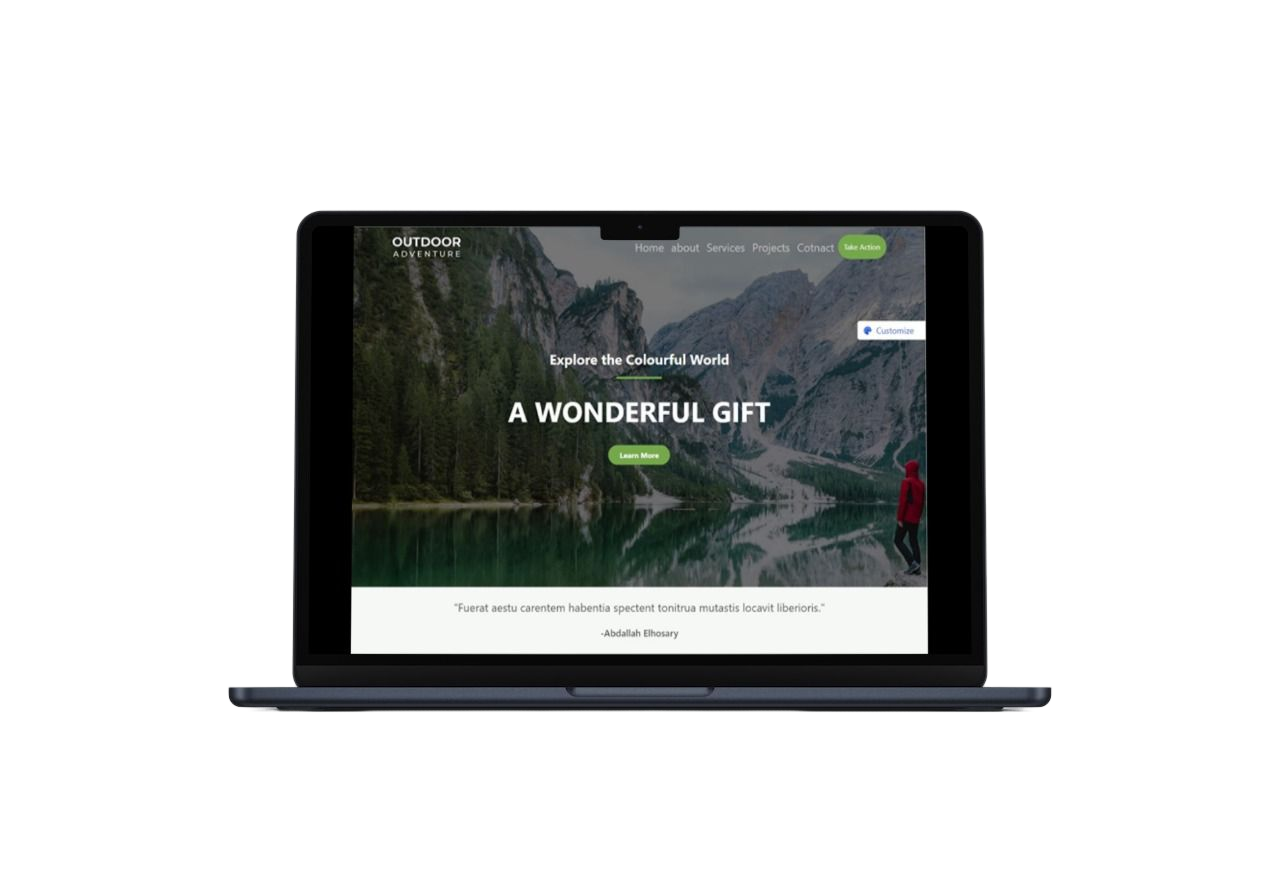 OUTDOOR
ADVENTURE
Home about Services Projects Cotnact Take Action
Customize
Explore the Colourful World
A WONDERFUL GIFT
Learn More
"Fuerat aestu carentem habentia spectent tonitrua mutastis locavit liberioris."
-Abdallah Elhosary